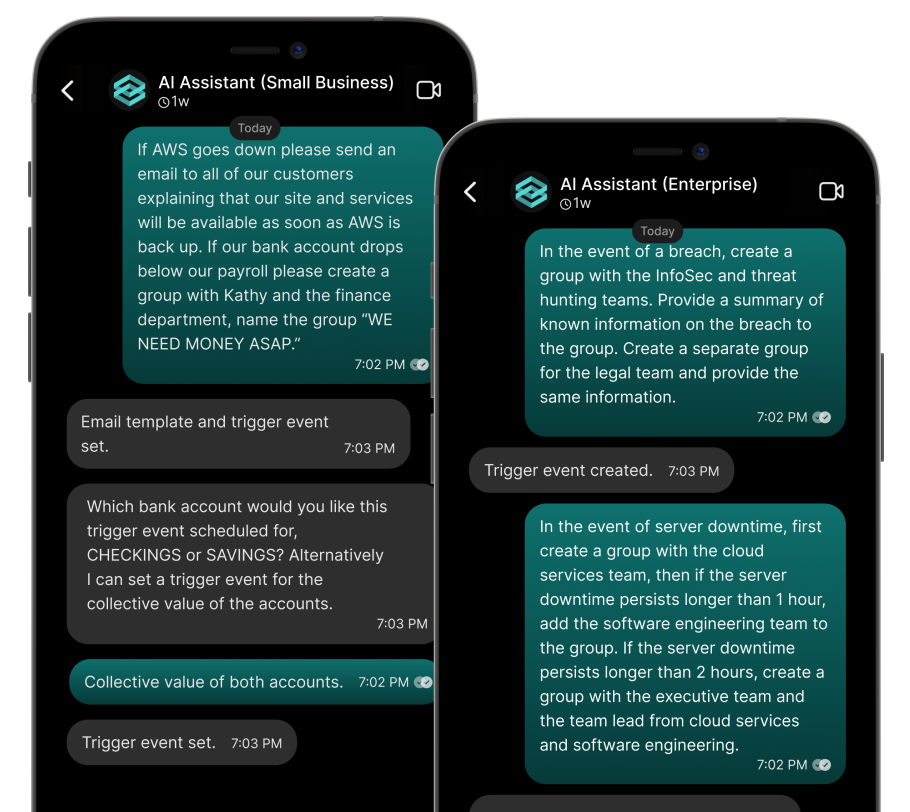 AI Assistant (Small Business)
1w
Today
If AWS goes down please send an
email to all of our customers
explaining that our site and services
will be available as soon as AWS is
back up. If our bank account drops
below our payroll please create a
group with Kathy and the finance
department, name the group “WE
NEED MONEY ASAP.”
7:02 PM
Email template and trigger event
set.
7:03 PM
Which bank account would you like this
trigger event scheduled for,
CHECKINGS or SAVINGS? Alternatively
I can set a trigger event for the
collective value of the accounts.
7:03 PM
Collective value of both accounts. 7:02 PM
Trigger event set. 7:03 PM
AI Assistant (Enterprise)
1w
Today
In the event of a breach, create a
group with the InfoSec and threat
hunting teams. Provide a summary of
known information on the breach to
the group. Create a separate group
for the legal team and provide the
same information.
7:02 PM
Trigger event created. 7:03 PM
In the event of server downtime, first
create a group with the cloud
services team, then if the server
downtime persists longer than 1 hour,
add the software engineering team to
the group. If the server downtime
persists longer than 2 hours, create a
group with the executive team and
the team lead from cloud services
and software engineering.
7:02 PM